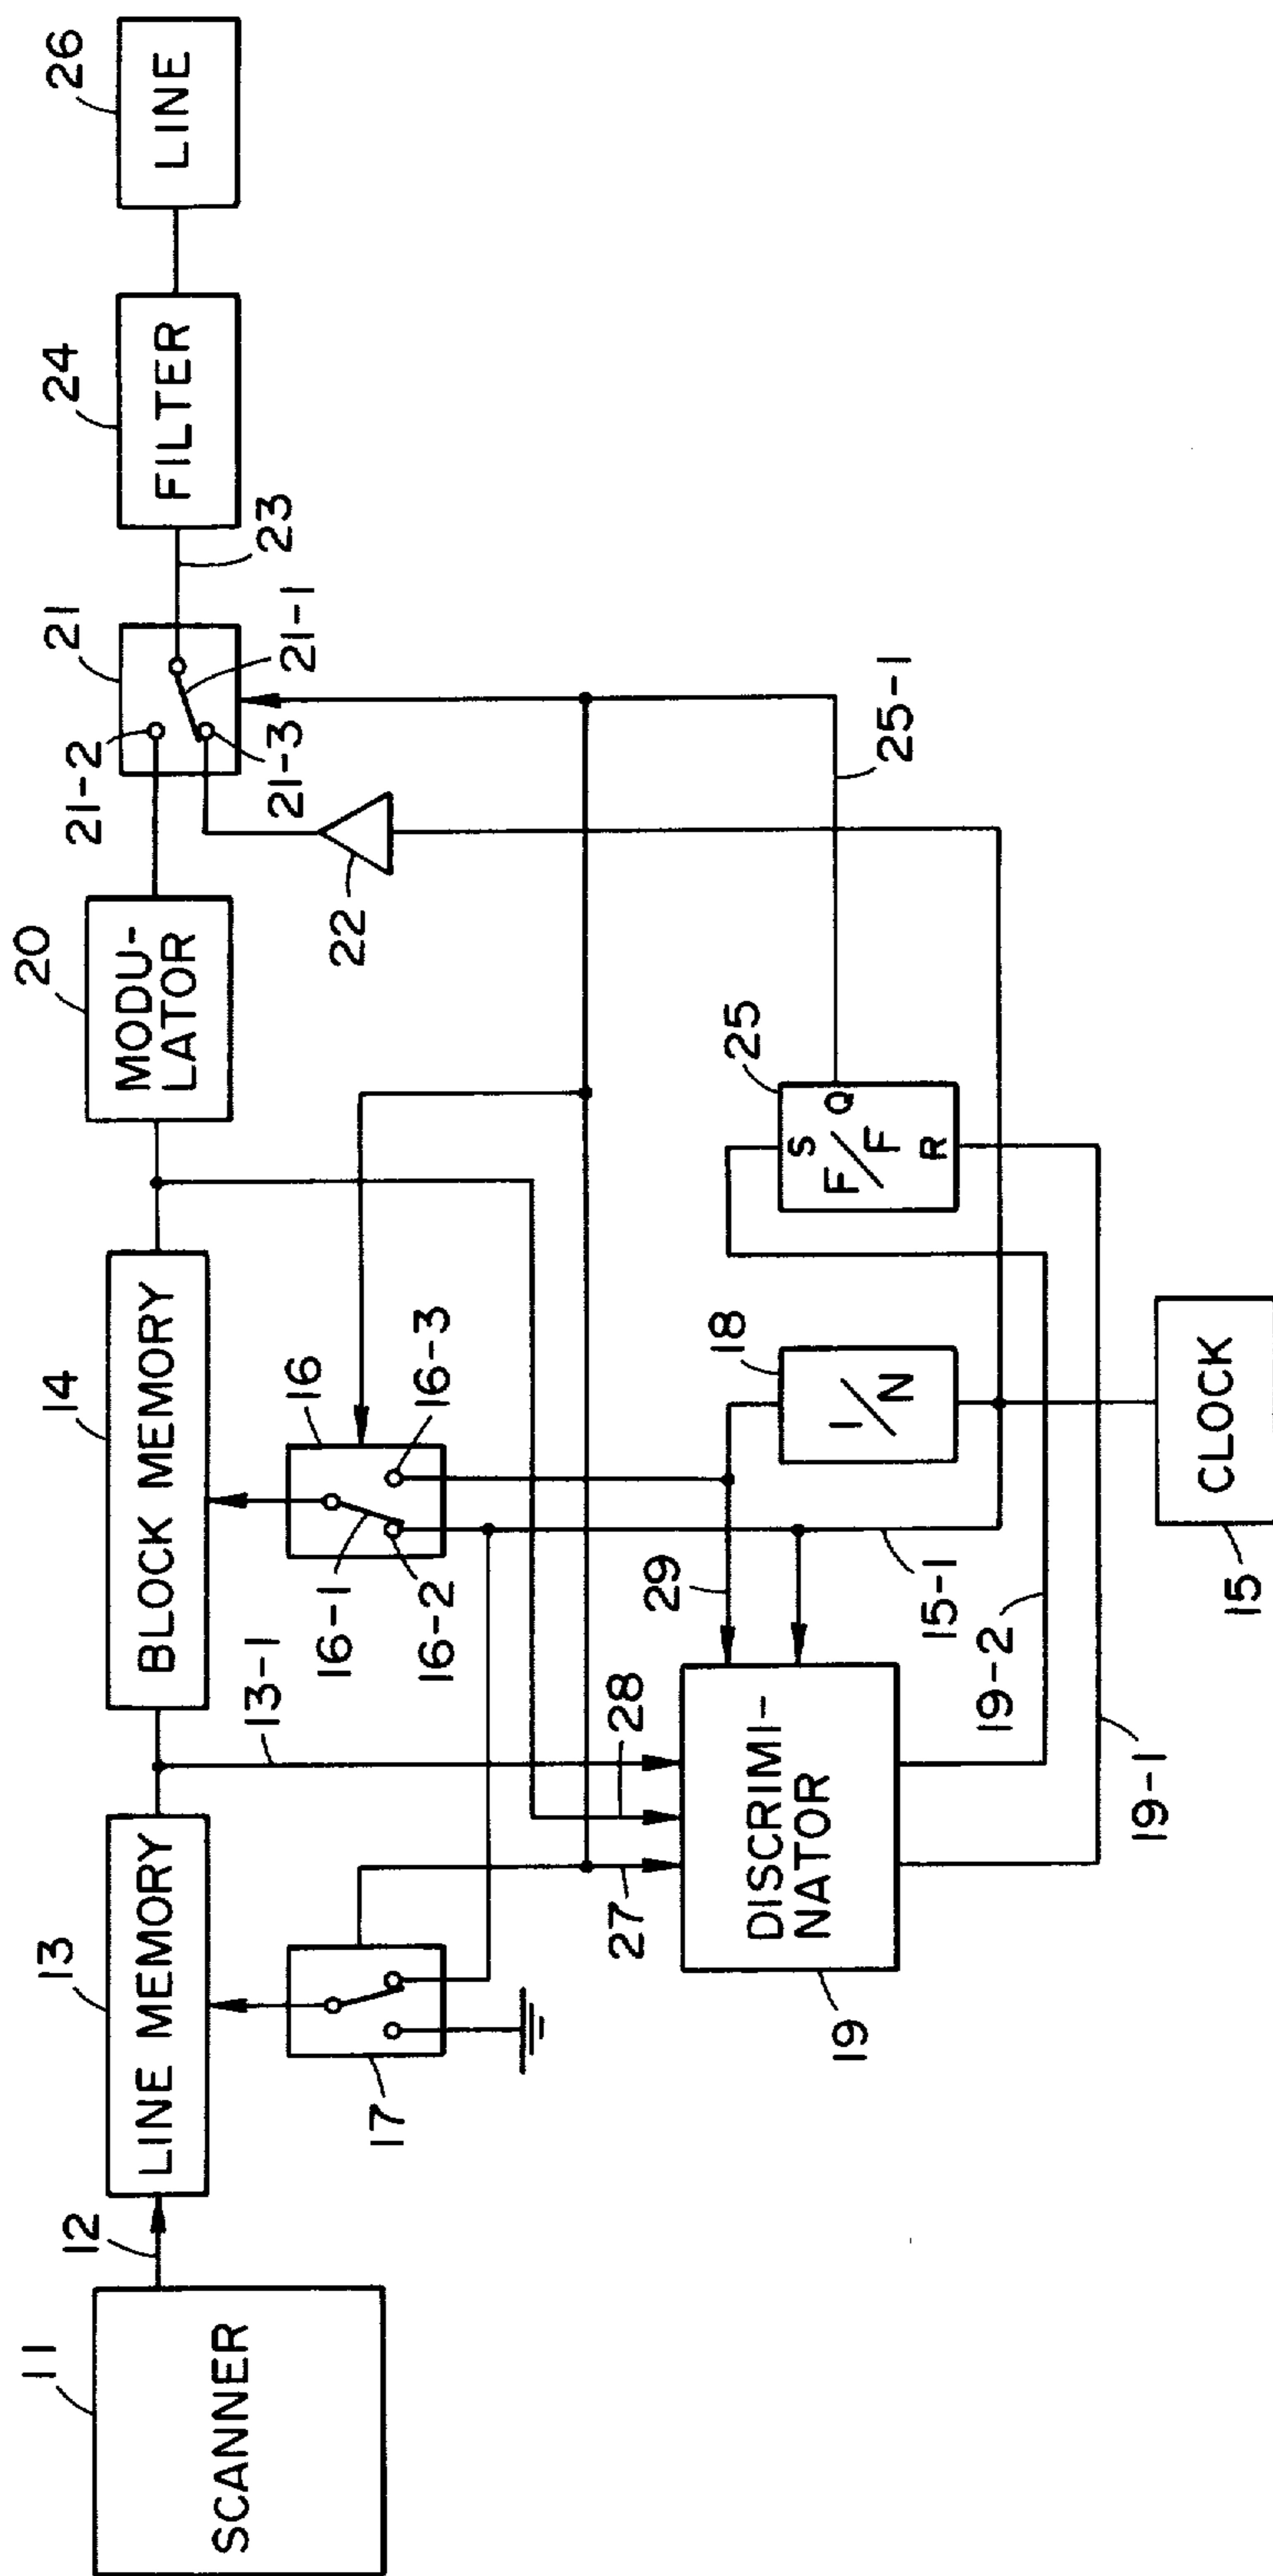 11
SCANNER
12
13
LINE MEMORY
13-1
14
BLOCK MEMORY
20
MODU-
LATOR
21-2
21
21-1
21-3
23
24
FILTER
26
LINE
22
17
16-1
16-2
16
16-3
27
28
29
19
DISCRIMI-
NATOR
18
1/N
25
S
F/F
Q
R
25-1
15-1
19-2
19-1
15
CLOCK